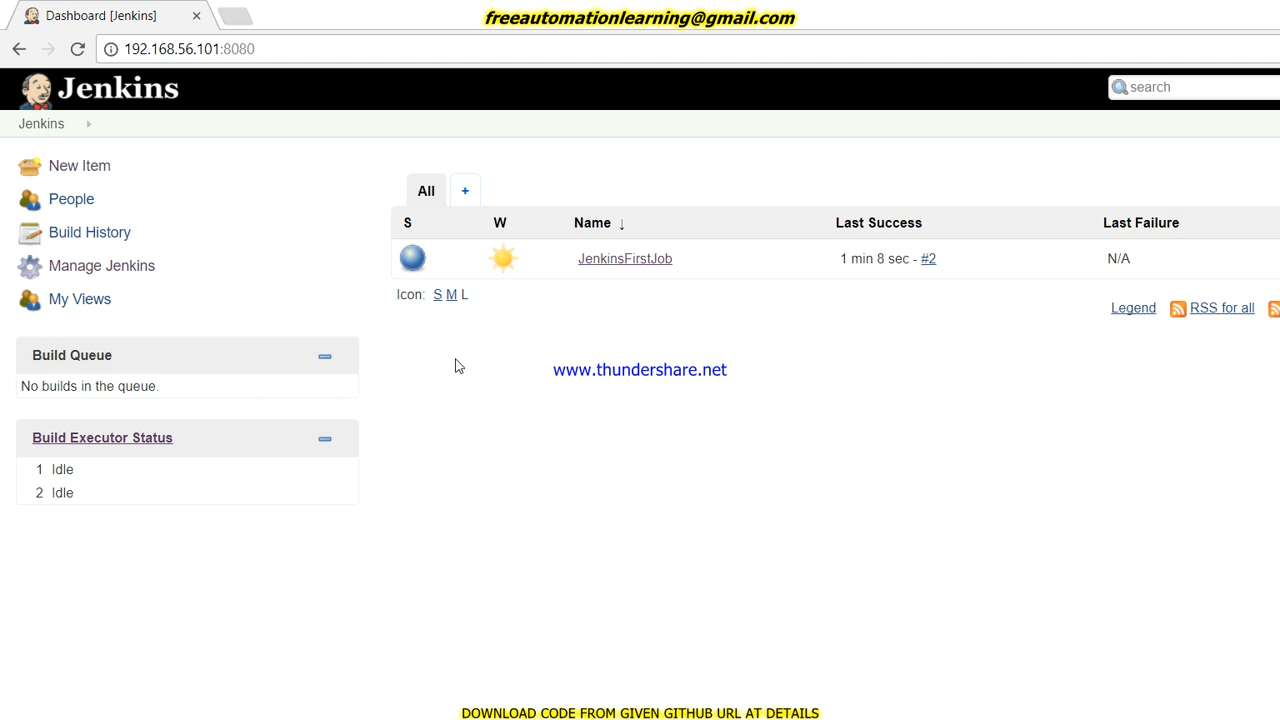 Dashboard [Jenkins]
freeautomationlearning@gmail.com
192.168.56.101:8080
Jenkins
search
Jenkins
New Item
People
Build History
Manage Jenkins
My Views
All +
S W Name ↓ Last Success Last Failure
JenkinsFirstJob 1 min 8 sec - #2 N/A
Icon: S M L
Legend RSS for all
Build Queue
No builds in the queue.
www.thundershare.net
Build Executor Status
1 Idle
2 Idle
DOWNLOAD CODE FROM GIVEN GITHUB URL AT DETAILS